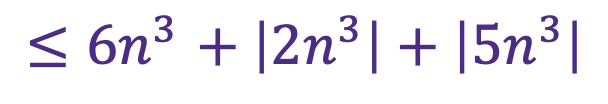 ≤ 6n³ + |2n³| + |5n³|